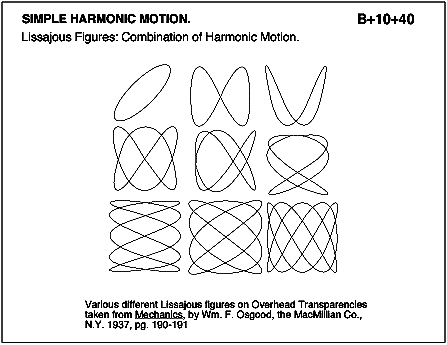 SIMPLE HARMONIC MOTION. B+10+40
Lissajous Figures: Combination of Harmonic Motion.
Various different Lissajous figures on Overhead Transparencies
taken from Mechanics, by Wm. F. Osgood, the MacMillian Co.,
N.Y. 1937, pg. 190-191